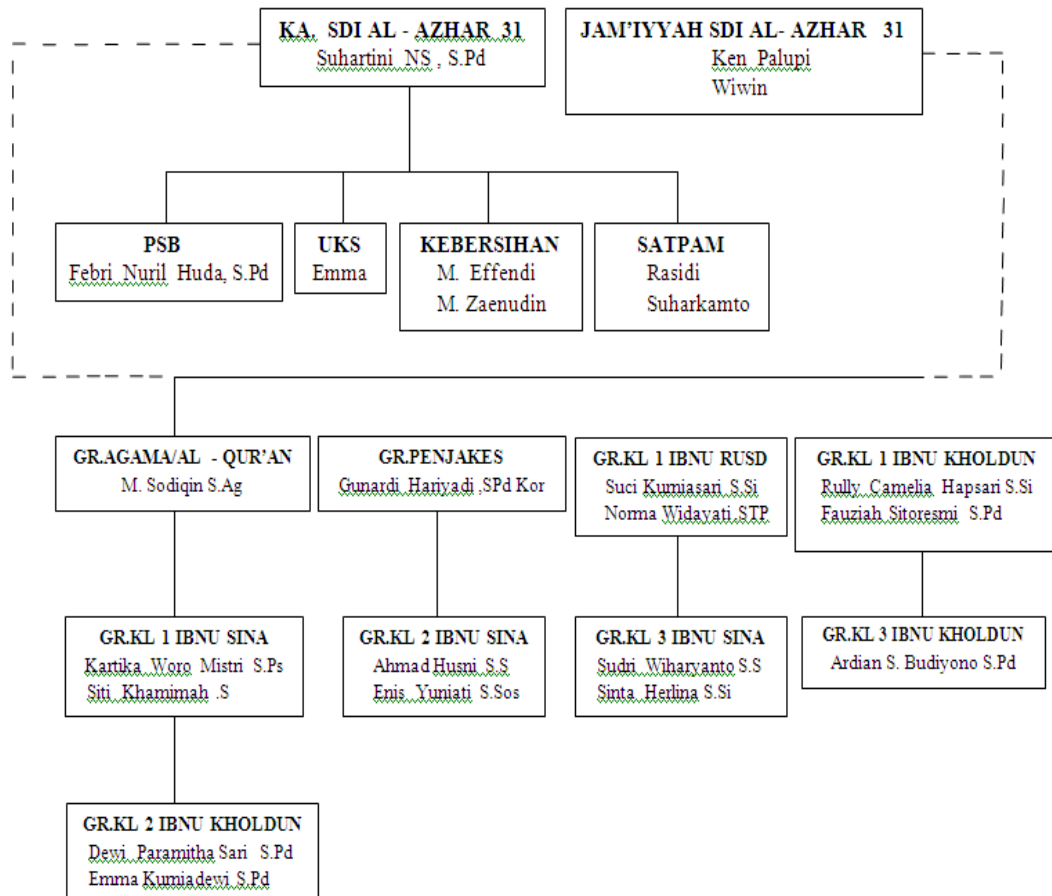 KA. SDI AL - AZHAR 31
Suhartini NS , S.Pd
JAM'IYYAH SDI AL- AZHAR 31
Ken Palupi
Wiwin
PSB
Febri Nuril Huda, S.Pd
UKS
Emma
KEBERSIHAN
M. Effendi
M. Zaenudin
SATPAM
Rasidi
Suharkamto
GR.AGAMA/AL - QUR'AN
M. Sodiqin S.Ag
GR.PENJAKES
Gunardi Hariyadi ,SPd Kor
GR.KL 1 IBNU RUSD
Suci Kurniasari S.Si
Norma Widayati ,STP
GR.KL 1 IBNU KHOLDUN
Rully Camelia Hapsari S.Si
Fauziah Sitoresmi S.Pd
GR.KL 1 IBNU SINA
Kartika Woro Mistri S.Ps
Siti Khamimah .S
GR.KL 2 IBNU SINA
Ahmad Husni S.S
Enis Yuniati S.Sos
GR.KL 3 IBNU SINA
Sudri Wiharyanto S.S
Sinta Herlina S.Si
GR.KL 3 IBNU KHOLDUN
Ardian S. Budiyono S.Pd
GR.KL 2 IBNU KHOLDUN
Dewi Paramitha Sari S.Pd
Emma Kurniadewi S.Pd